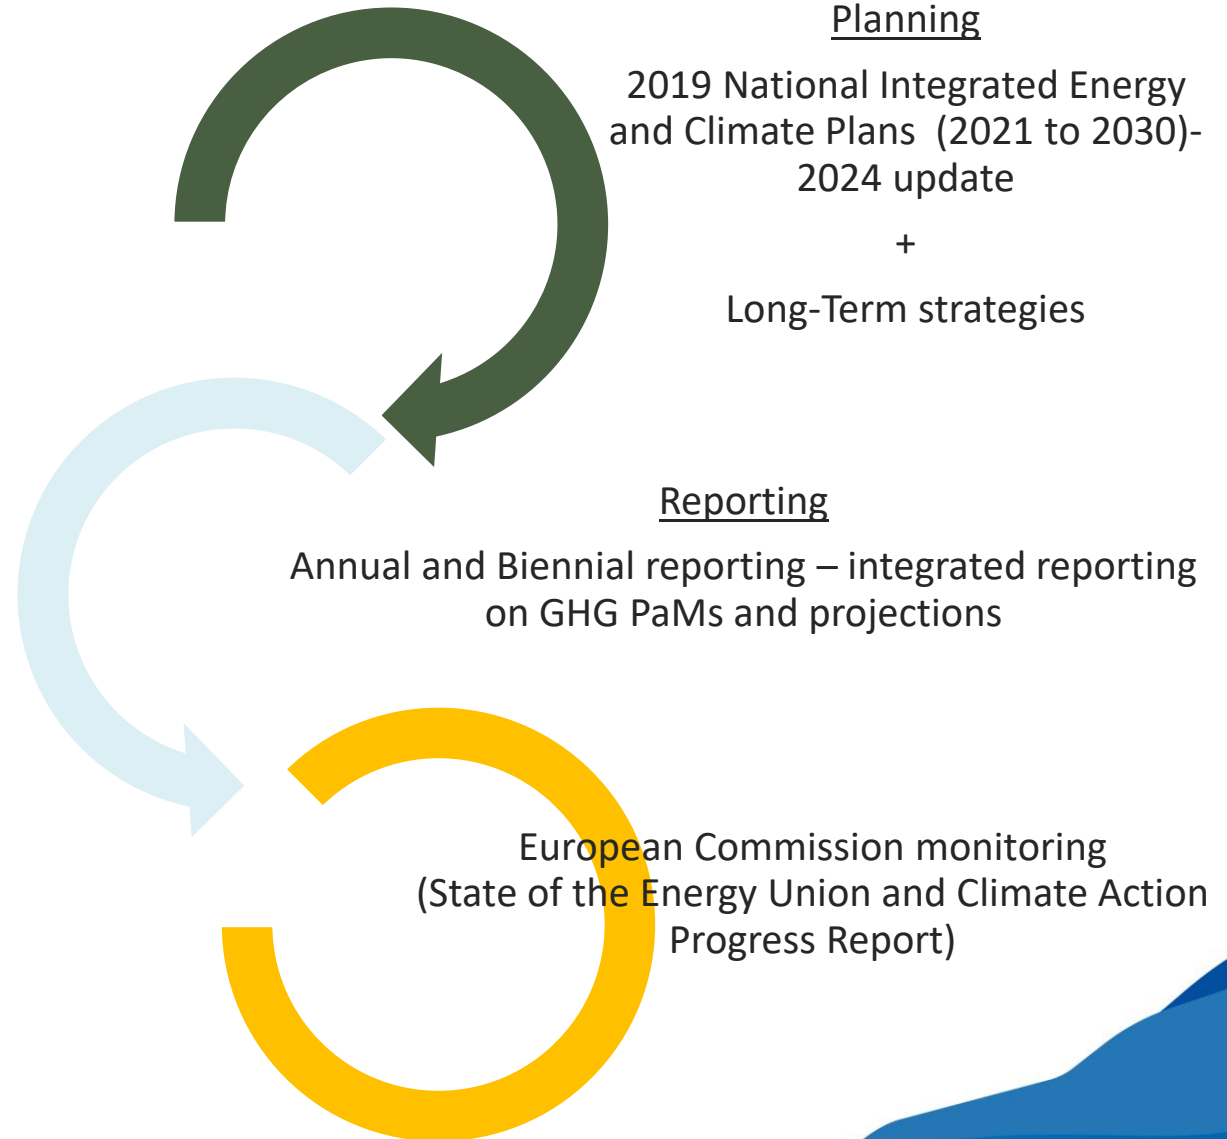 Planning
2019 National Integrated Energy
and Climate Plans  (2021 to 2030)-
2024 update
+
Long-Term strategies
Reporting
Annual and Biennial reporting – integrated reporting
on GHG PaMs and projections
European Commission monitoring
(State of the Energy Union and Climate Action
Progress Report)